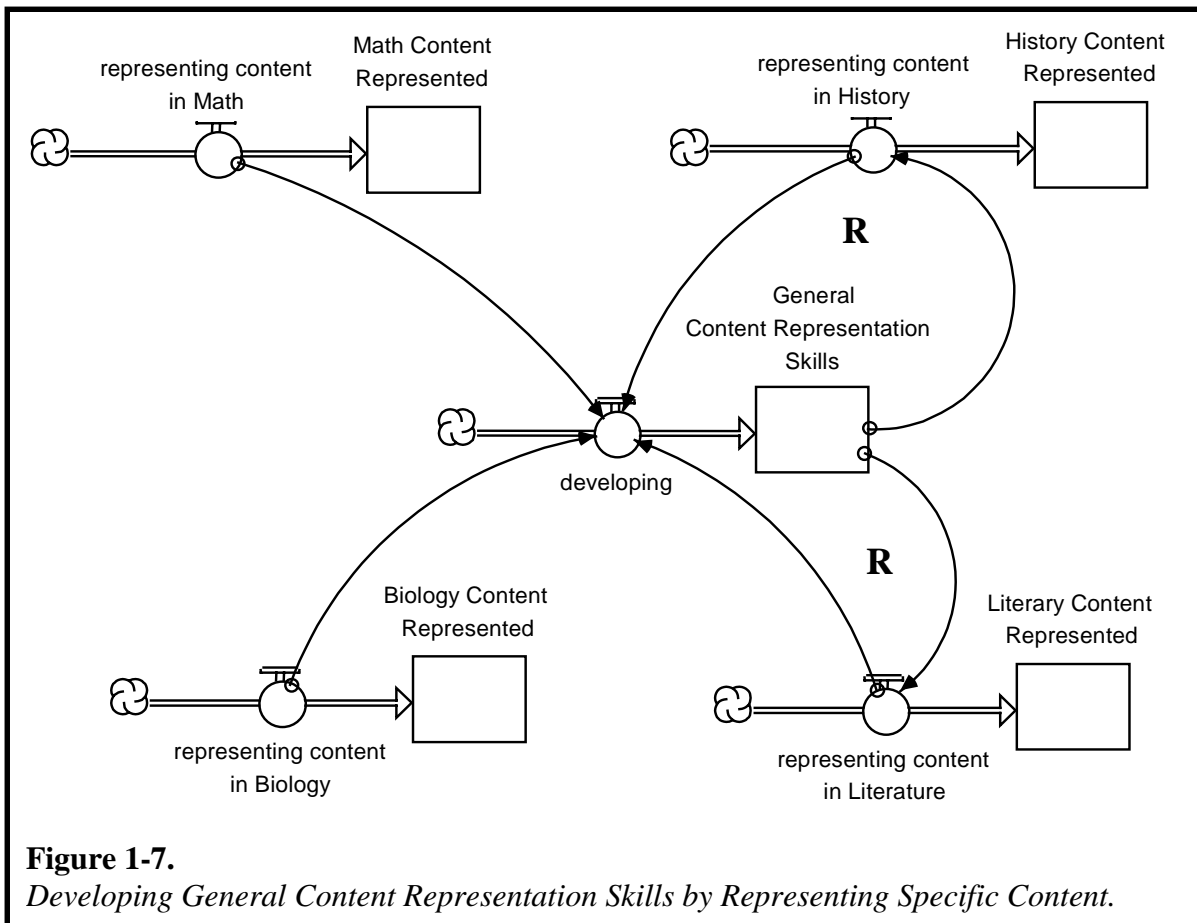 representing content
in Math
Math Content
Represented
representing content
in History
History Content
Represented
R
General
Content Representation
Skills
developing
R
Biology Content
Represented
representing content
in Biology
Literary Content
Represented
representing content
in Literature
Figure 1-7.
Developing General Content Representation Skills by Representing Specific Content.